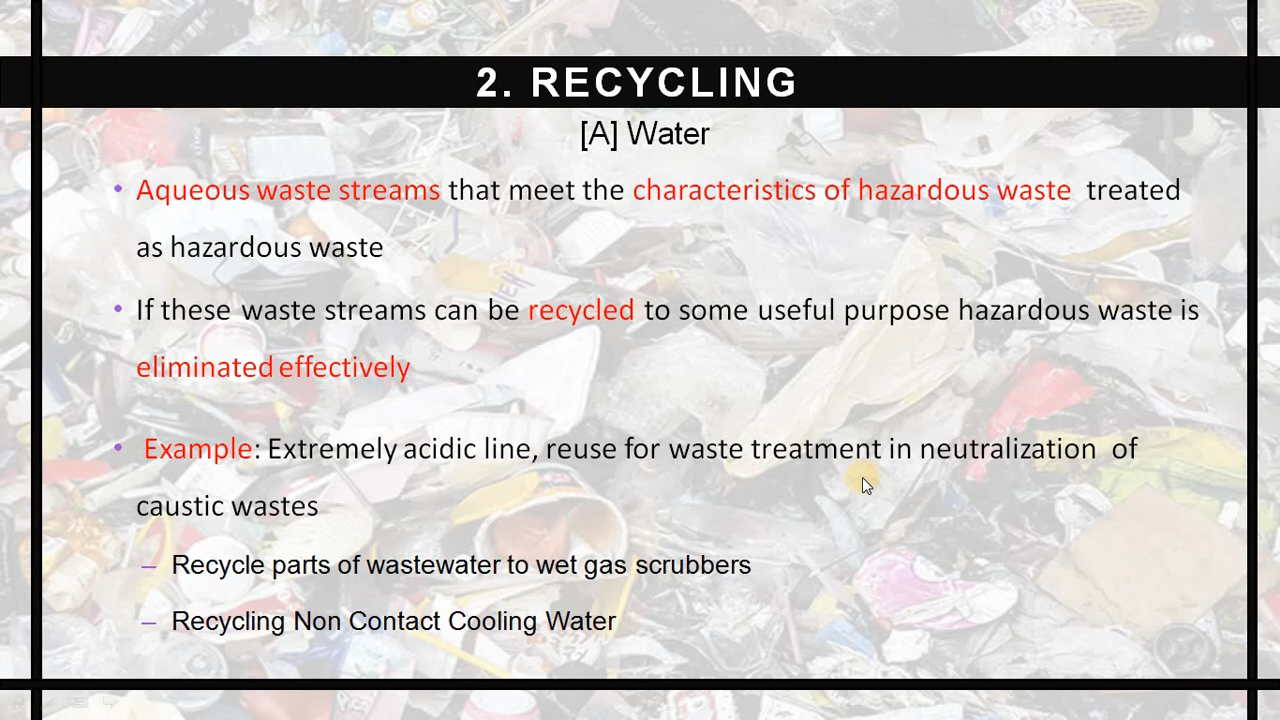 2. RECYCLING
[A] Water
• Aqueous waste streams that meet the characteristics of hazardous waste treated
as hazardous waste
• If these waste streams can be recycled to some useful purpose hazardous waste is
eliminated effectively
• Example: Extremely acidic line, reuse for waste treatment in neutralization of
caustic wastes
– Recycle parts of wastewater to wet gas scrubbers
– Recycling Non Contact Cooling Water